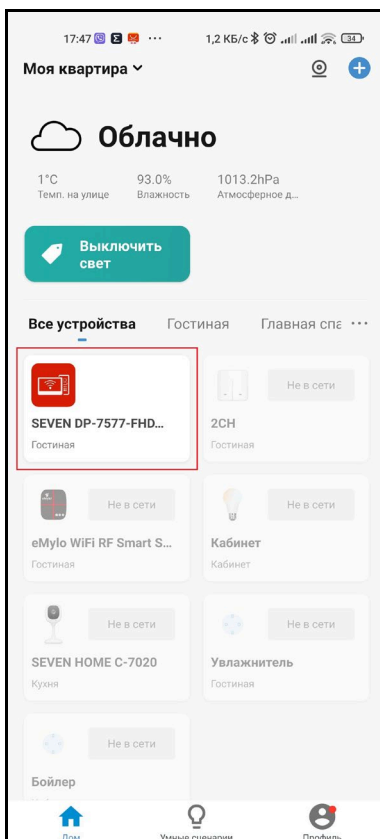 17:47 ... 1,2 КБ/с 34
Моя квартира
Облачно
1°C 93.0% 1013.2hPa
Темп. на улице Влажность Атмосферное д...
Выключить
свет
Все устройства Гостиная Главная спа ...
SEVEN DP-7577-FHD...
Гостиная
Не в сети
2CH
Гостиная
Не в сети
eMylo WiFi RF Smart S...
Гостиная
Не в сети
Кабинет
Кабинет
Не в сети
SEVEN HOME C-7020
Кухня
Не в сети
Увлажнитель
Гостиная
Не в сети
Бойлер
Дом Умные сценарии Профиль